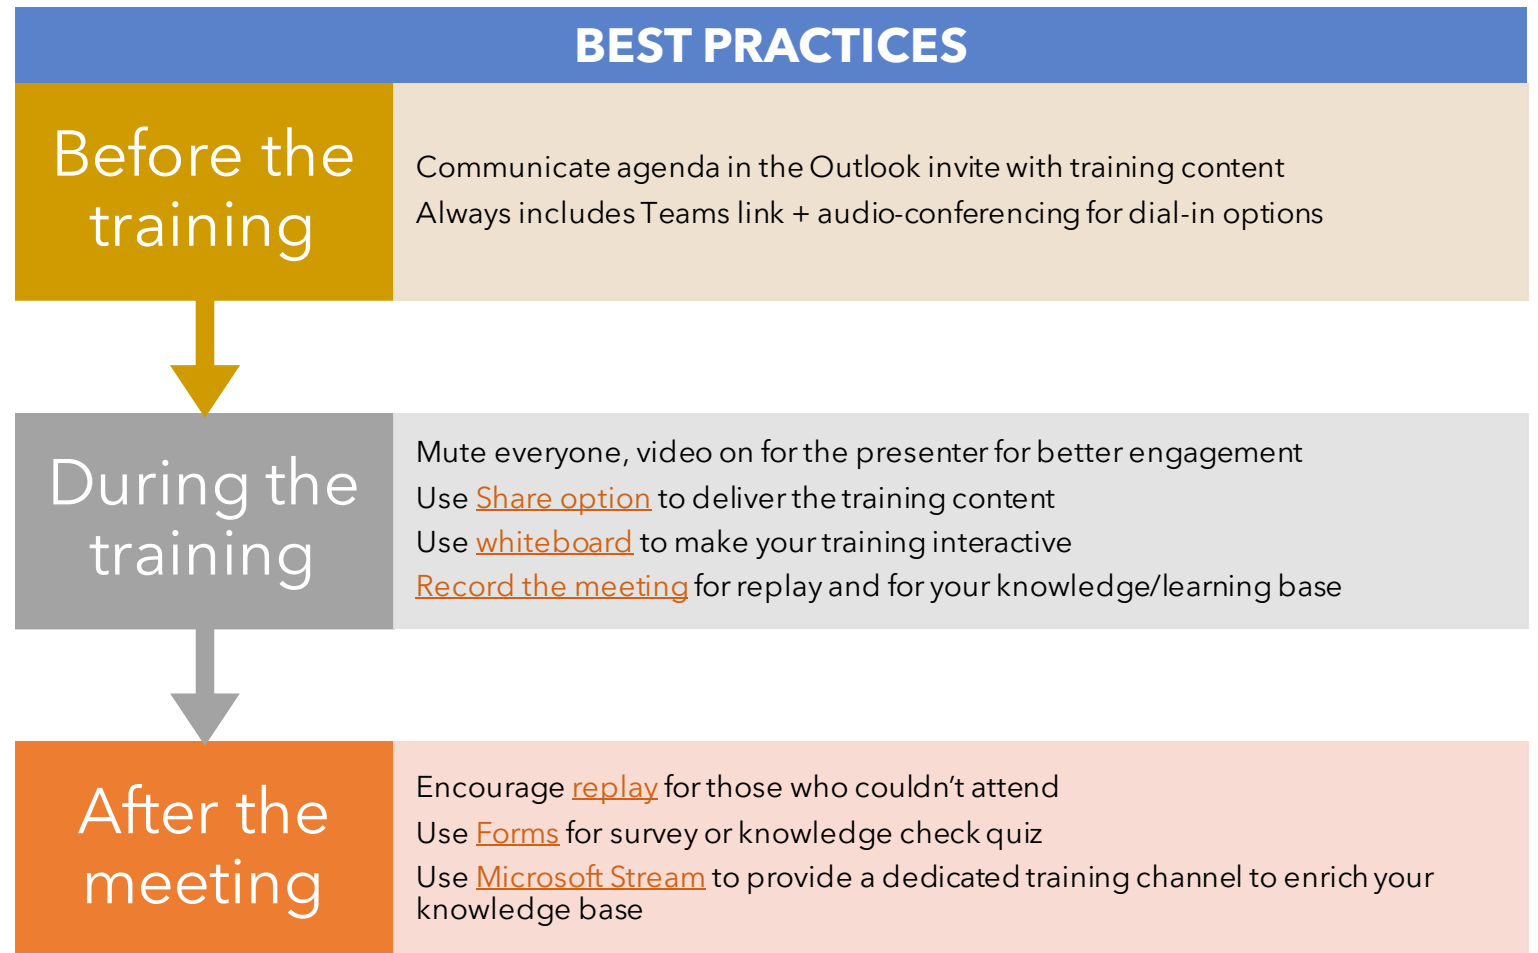 BEST PRACTICES
Before the
training
Communicate agenda in the Outlook invite with training content
Always includes Teams link + audio-conferencing for dial-in options
During the
training
Mute everyone, video on for the presenter for better engagement
Use Share option to deliver the training content
Use whiteboard to make your training interactive
Record the meeting for replay and for your knowledge/learning base
After the
meeting
Encourage replay for those who couldn’t attend
Use Forms for survey or knowledge check quiz
Use Microsoft Stream to provide a dedicated training channel to enrich your
knowledge base